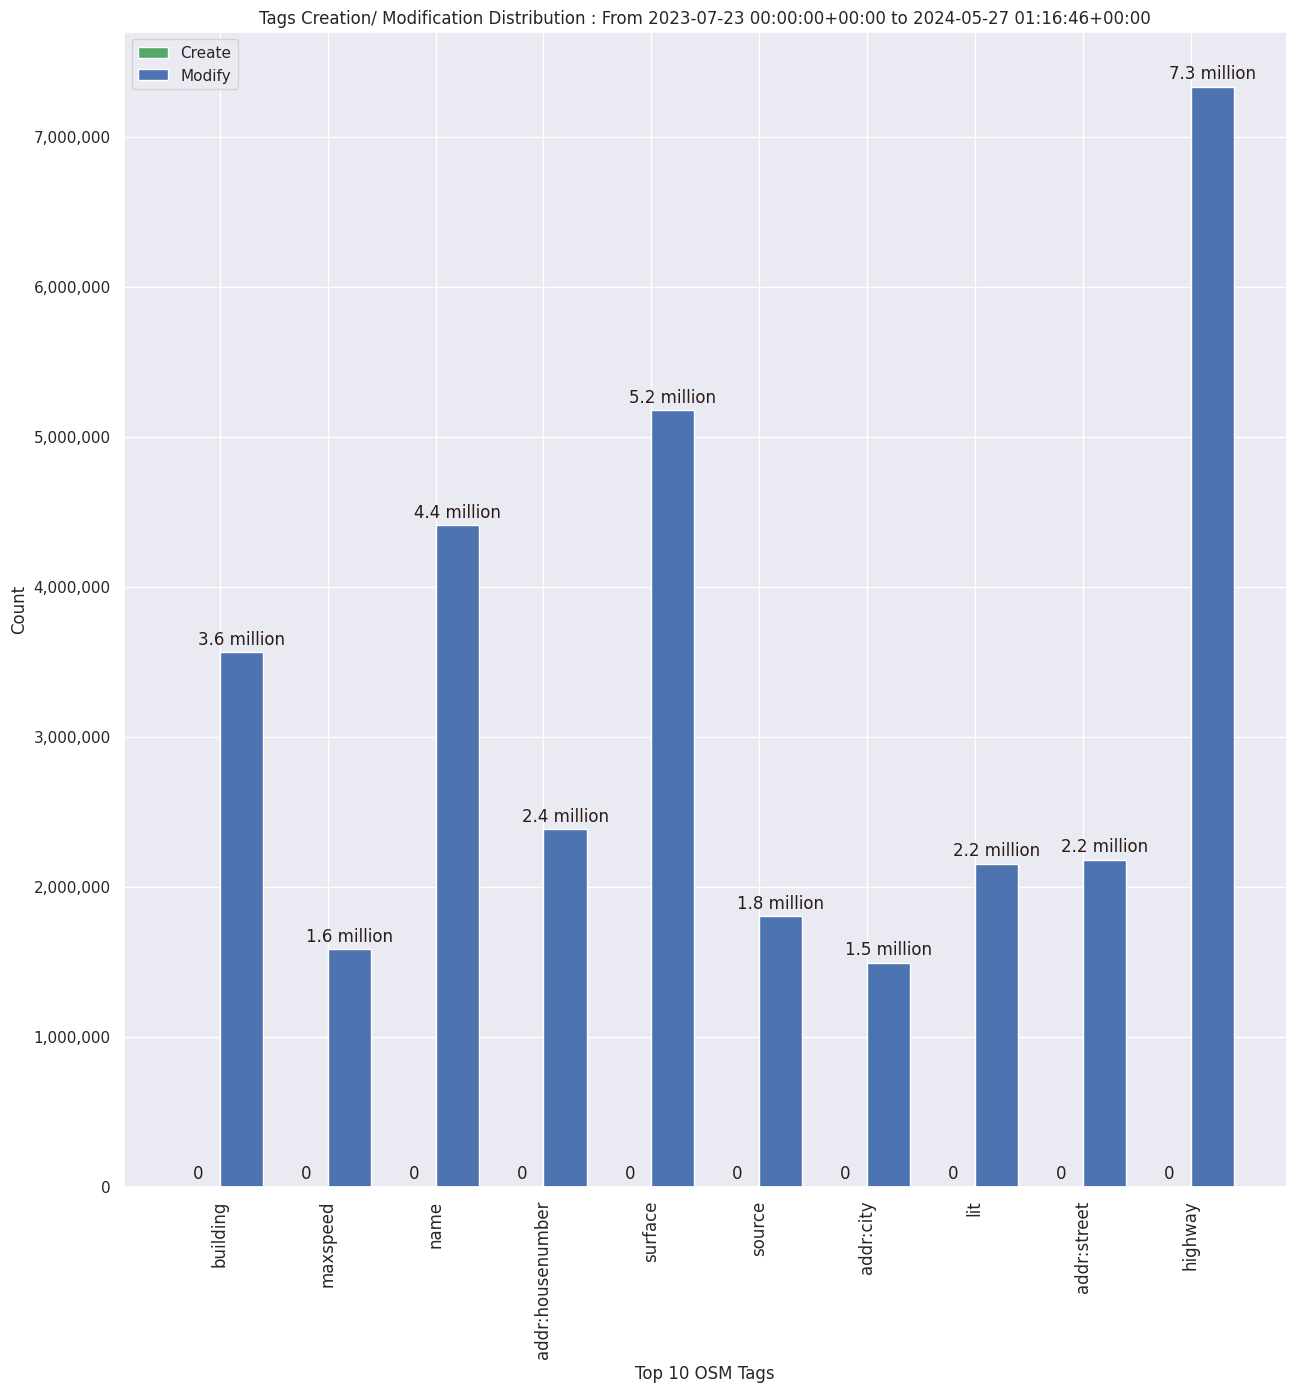 Tags Creation/ Modification Distribution : From 2023-07-23 00:00:00+00:00 to 2024-05-27 01:16:46+00:00
Create
Modify
7.3 million
7,000,000
6,000,000
5.2 million
5,000,000
4.4 million
4,000,000
3.6 million
3,000,000
2.4 million
2.2 million
2.2 million
2,000,000
1.8 million
1.6 million
1.5 million
1,000,000
0
0
0
0
0
0
0
0
0
0
0
Count
building
maxspeed
name
addr:housenumber
surface
source
addr:city
lit
addr:street
highway
Top 10 OSM Tags